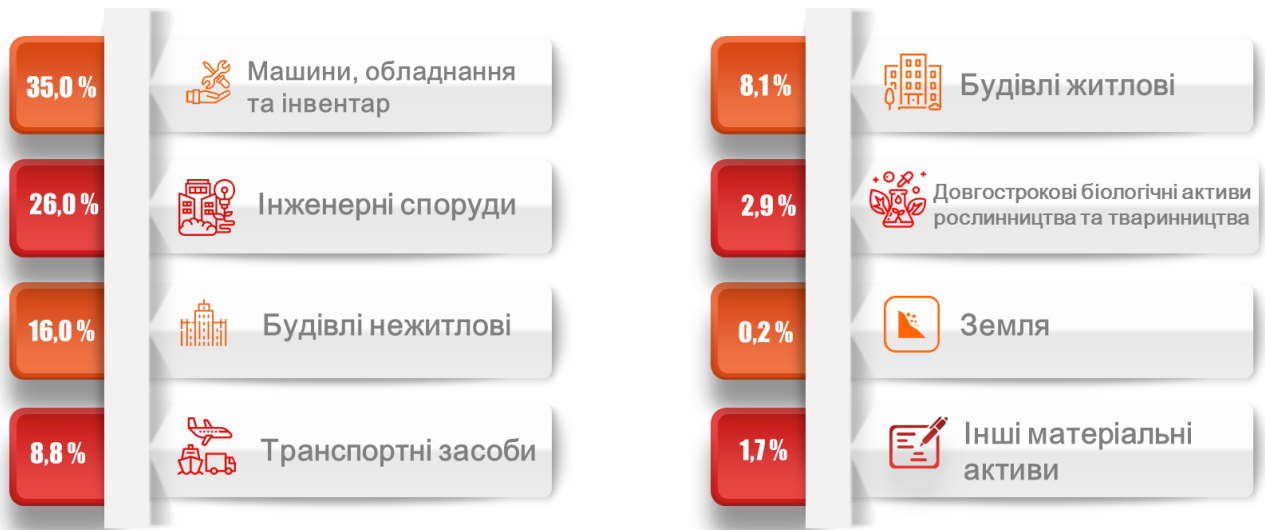 35,0 %
Машини, обладнання
та інвентар
26,0 %
Інженерні споруди
16,0 %
Будівлі нежитлові
8,8 %
Транспортні засоби
8,1 %
Будівлі житлові
2,9 %
Довгострокові біологічні активи
рослинництва та тваринництва
0,2 %
Земля
1,7 %
Інші матеріальні
активи